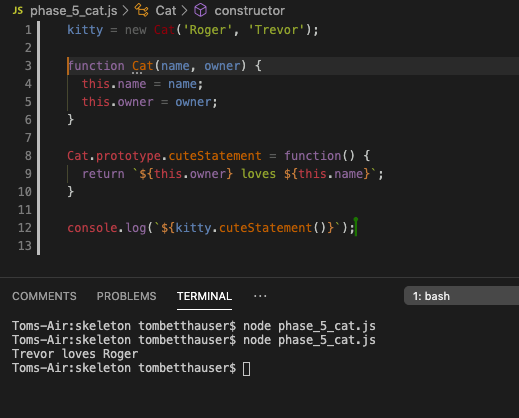 JS phase_5_cat.js > Cat > constructor
1 kitty = new Cat('Roger', 'Trevor');
2
3 function Cat(name, owner) {
4 this.name = name;
5 this.owner = owner;
6 }
7
8 Cat.prototype.cuteStatement = function() {
9 return `${this.owner} loves ${this.name}`;
10 }
11
12 console.log(`${kitty.cuteStatement()}`);
13
COMMENTS PROBLEMS TERMINAL ··· 1: bash
Toms-Air:skeleton tombetthauser$ node phase_5_cat.js
Toms-Air:skeleton tombetthauser$ node phase_5_cat.js
Trevor loves Roger
Toms-Air:skeleton tombetthauser$